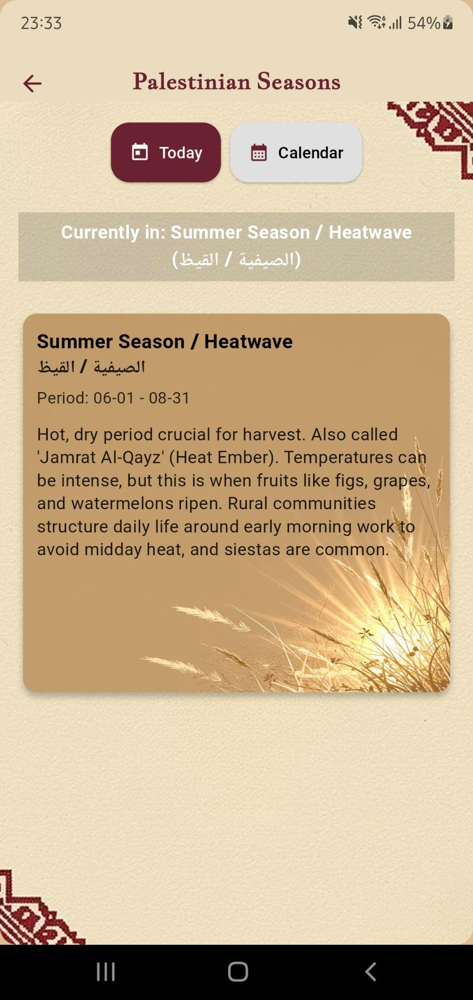 23:33
54%
Palestinian Seasons
Today
Calendar
Currently in: Summer Season / Heatwave
(الصيفية / القيظ)
Summer Season / Heatwave
الصيفية / القيظ
Period: 06-01 - 08-31
Hot, dry period crucial for harvest. Also called
'Jamrat Al-Qayz' (Heat Ember). Temperatures can
be intense, but this is when fruits like figs, grapes,
and watermelons ripen. Rural communities
structure daily life around early morning work to
avoid midday heat, and siestas are common.